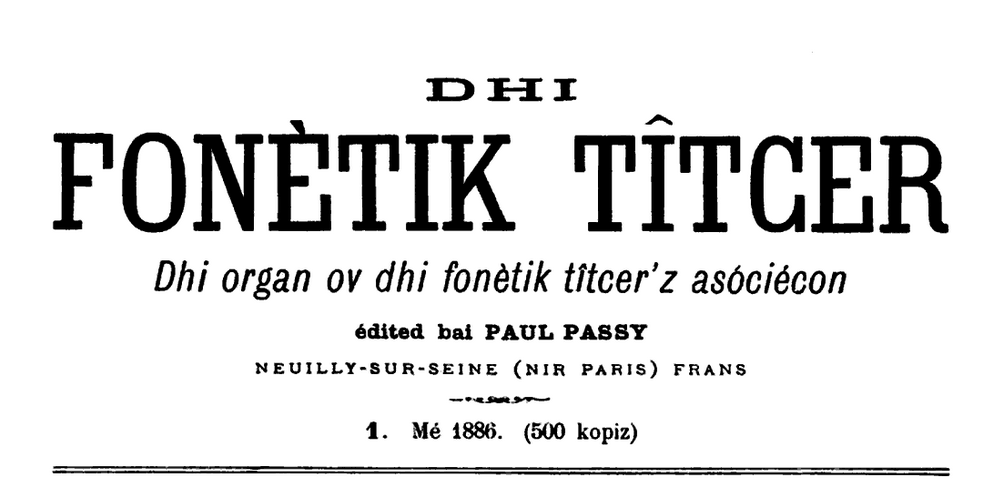 DHI
FONÈTIK TÎTCER
Dhi organ ov dhi fonètik tîtcer'z asóciécon
édited bai PAUL PASSY
NEUILLY-SUR-SEINE (NIR PARIS) FRANS
1. Mé 1886. (500 kopiz)